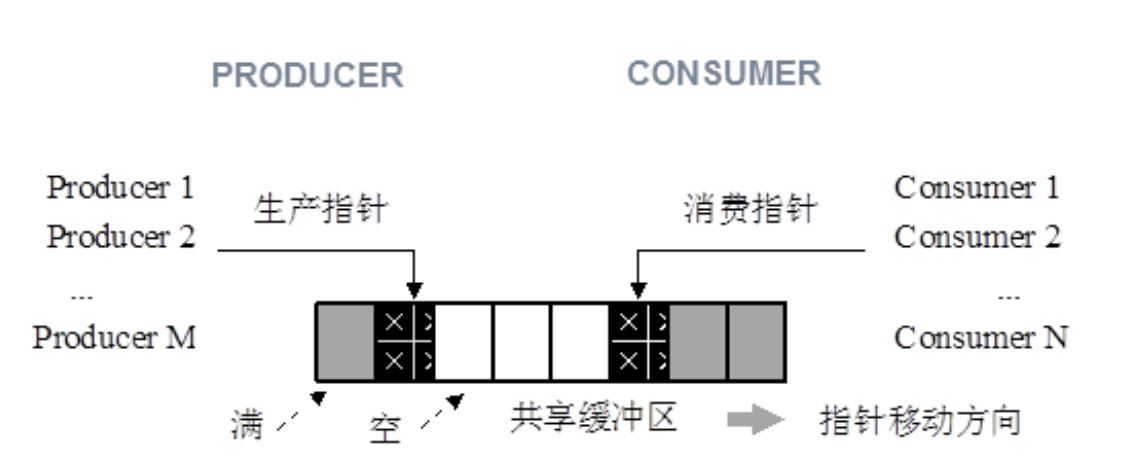 PRODUCER
CONSUMER
Producer 1
生产指针
消费指针
Consumer 1
Producer 2
Consumer 2
...
...
Producer M
Consumer N
满
空
共享缓冲区
指针移动方向